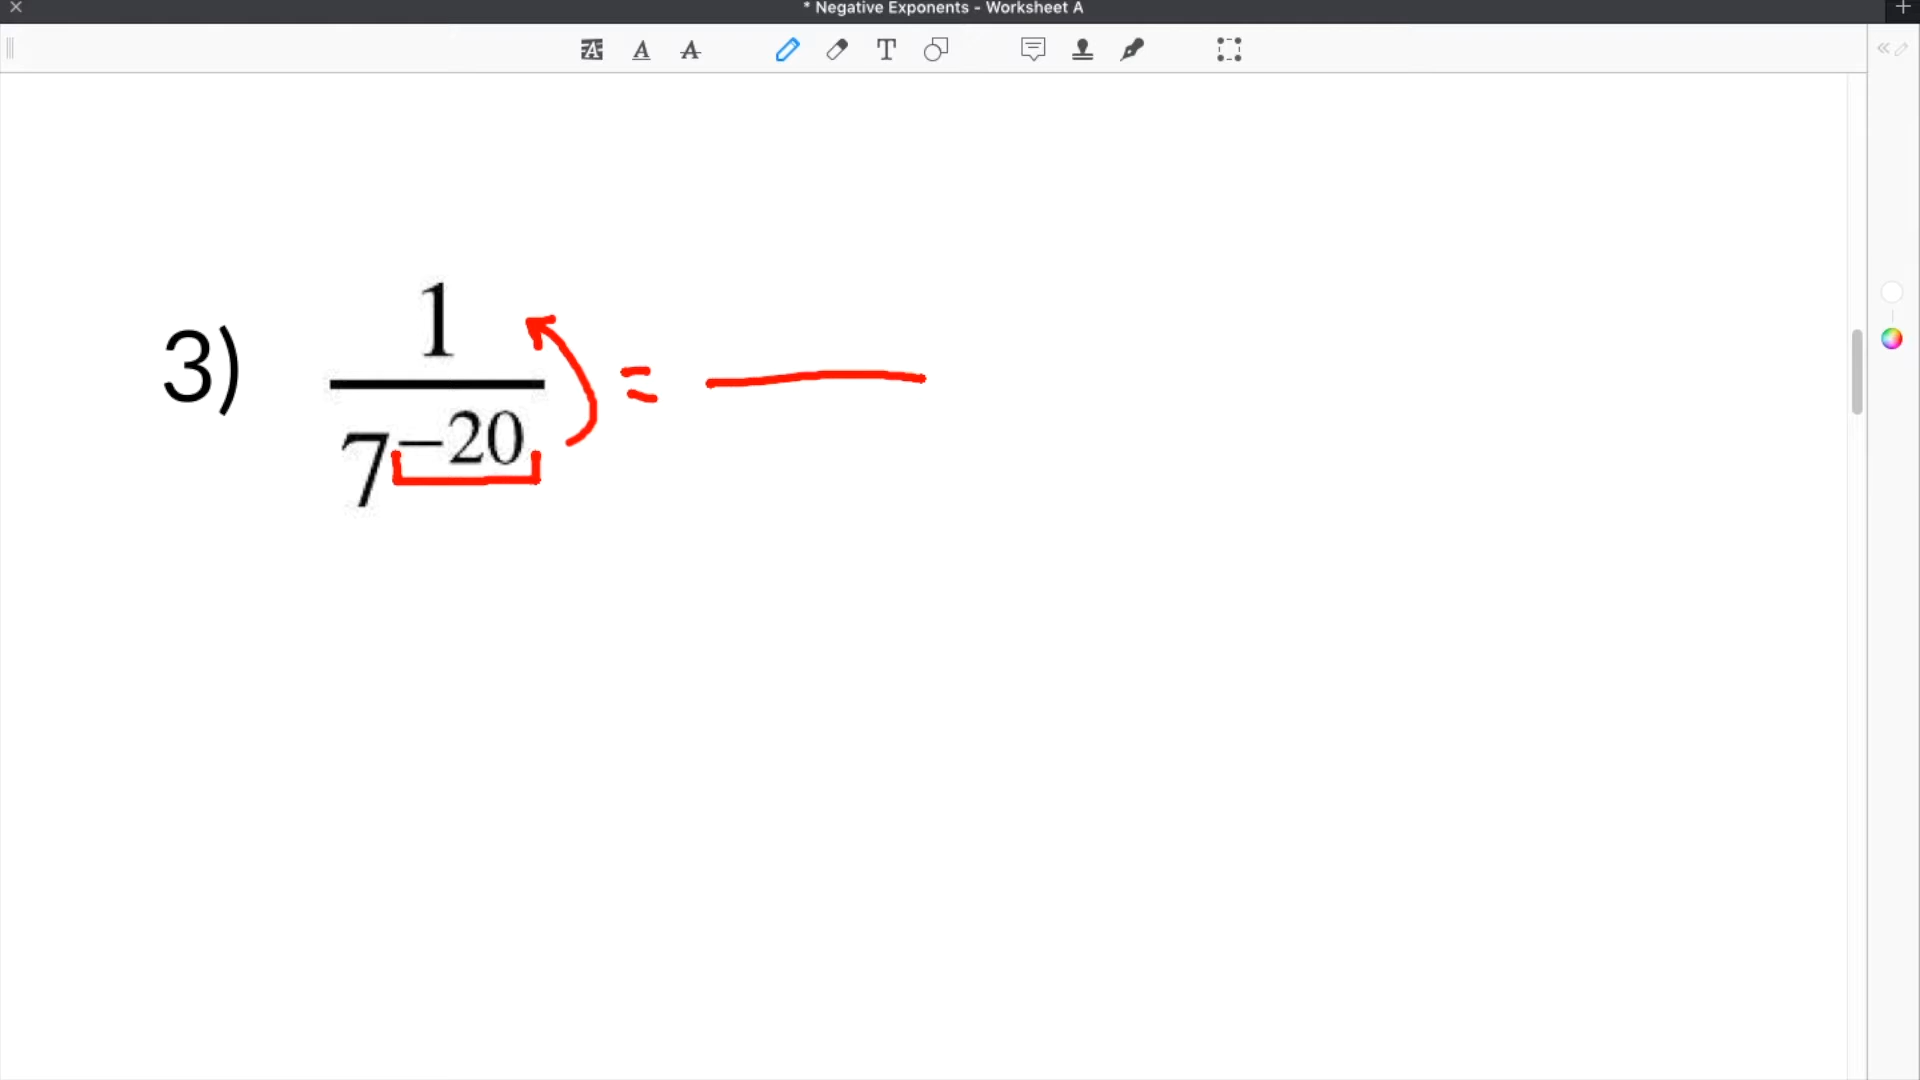 * Negative Exponents - Worksheet A
A A A T
3) 1
7^−20 =